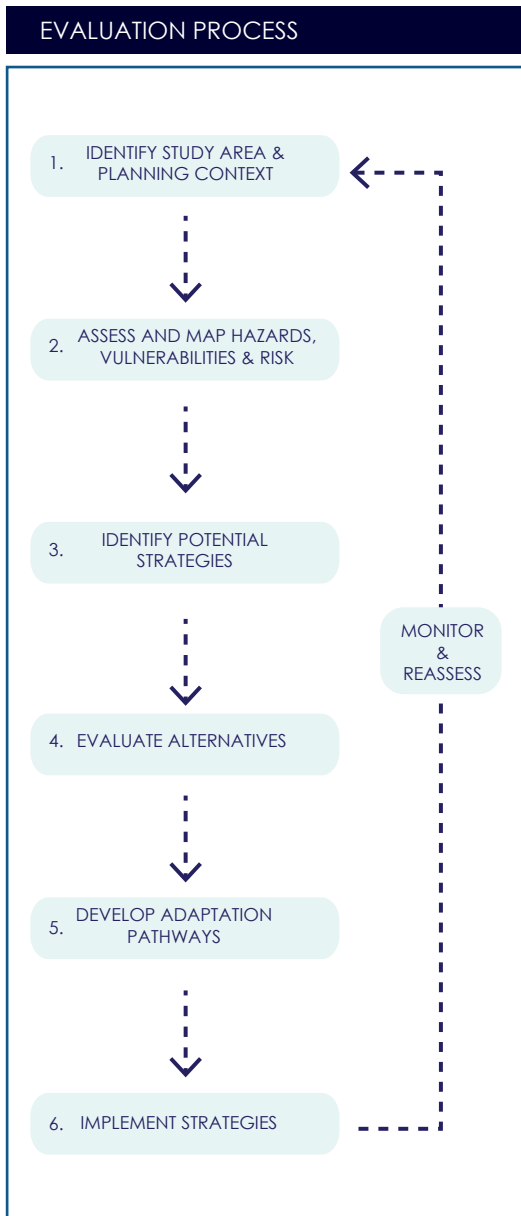 EVALUATION PROCESS
1. IDENTIFY STUDY AREA &
PLANNING CONTEXT
2. ASSESS AND MAP HAZARDS,
VULNERABILITIES & RISK
3. IDENTIFY POTENTIAL
STRATEGIES
4. EVALUATE ALTERNATIVES
5. DEVELOP ADAPTATION
PATHWAYS
6. IMPLEMENT STRATEGIES
MONITOR
&
REASSESS